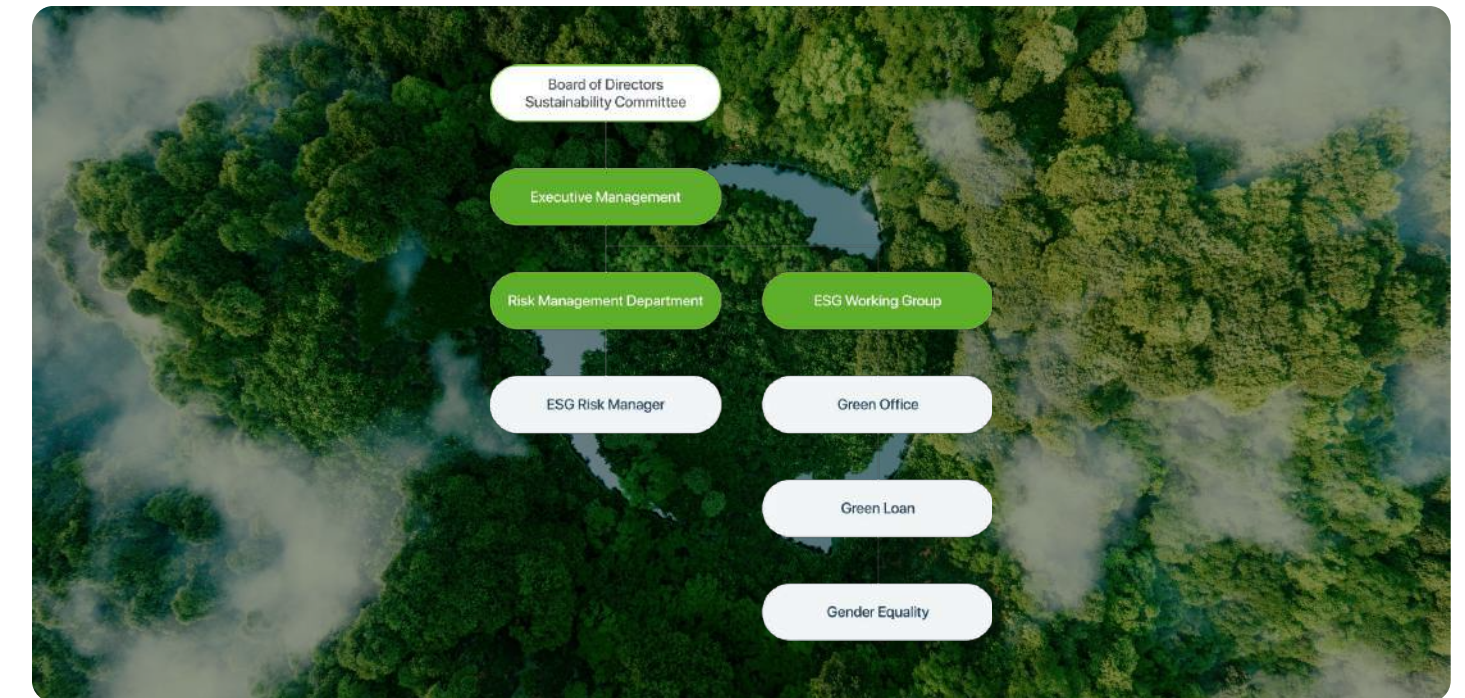 Board of Directors
Sustainability Committee
Executive Management
Risk Management Department
ESG Working Group
ESG Risk Manager
Green Office
Green Loan
Gender Equality